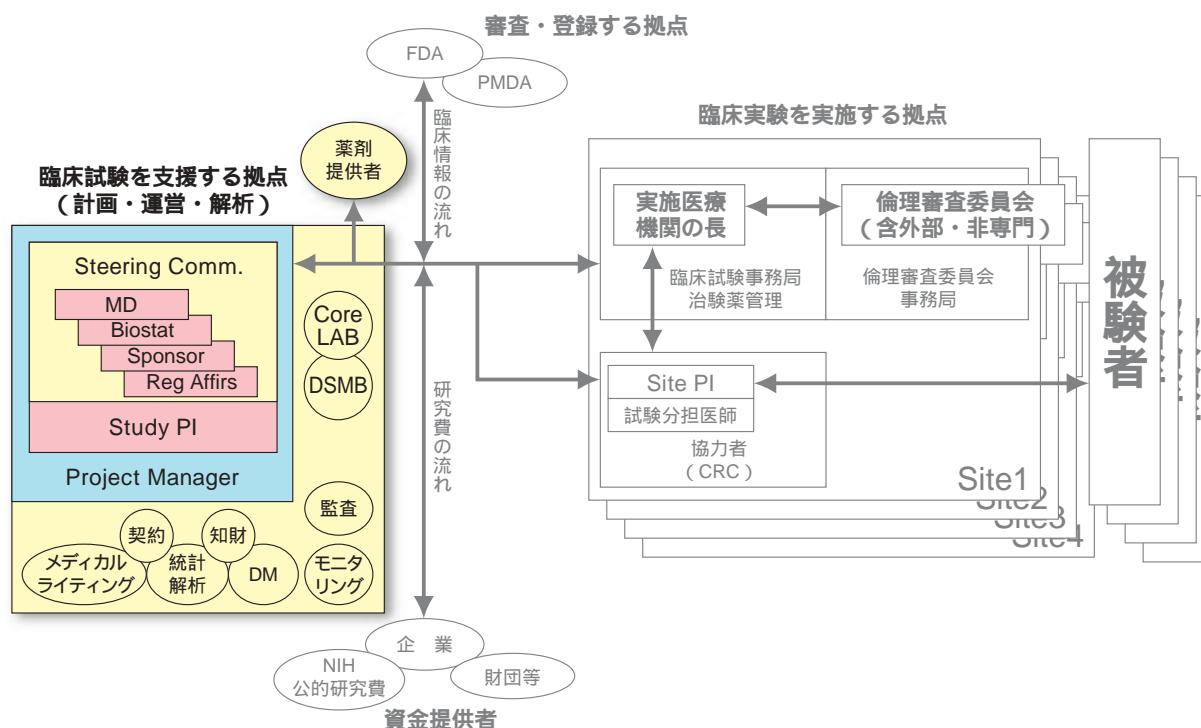 審査・登録する拠点
FDA
PMDA
臨床情報の流れ
薬剤
提供者
臨床試験を支援する拠点
(計画・運営・解析)
Steering Comm.
MD
Biostat
Sponsor
Reg Affirs
Study PI
Project Manager
Core
LAB
DSMB
監査
契約
知財
メディカル
ライティング
統計
解析
DM
モニタ
リング
研究費の流れ
企 業
NIH
公的研究費
財団等
資金提供者
臨床実験を実施する拠点
実施医療
機関の長
倫理審査委員会
(含外部・非専門)
臨床試験事務局
治験薬管理
倫理審査委員会
事務局
Site PI
試験分担医師
協力者
(CRC)
Site1
Site2
Site3
Site4
被験者